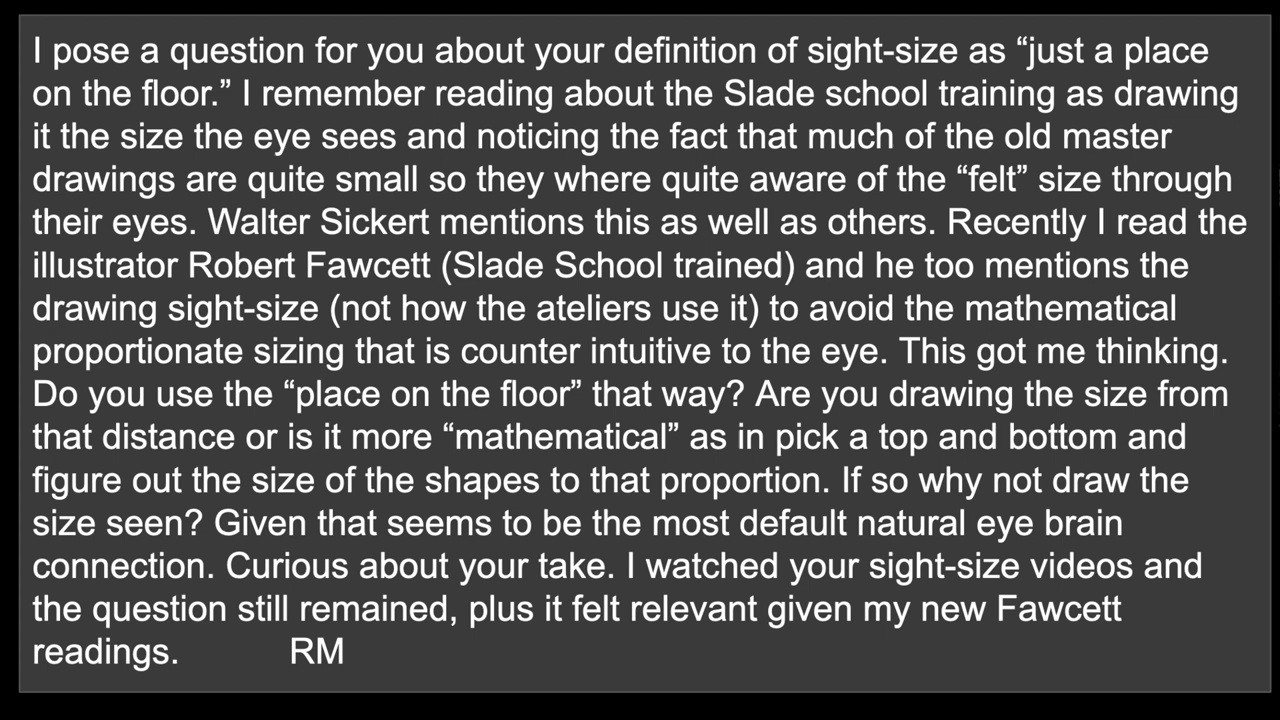 I pose a question for you about your definition of sight-size as “just a place
on the floor.” I remember reading about the Slade school training as drawing
it the size the eye sees and noticing the fact that much of the old master
drawings are quite small so they where quite aware of the “felt” size through
their eyes. Walter Sickert mentions this as well as others. Recently I read the
illustrator Robert Fawcett (Slade School trained) and he too mentions the
drawing sight-size (not how the ateliers use it) to avoid the mathematical
proportionate sizing that is counter intuitive to the eye. This got me thinking.
Do you use the “place on the floor” that way? Are you drawing the size from
that distance or is it more “mathematical” as in pick a top and bottom and
figure out the size of the shapes to that proportion. If so why not draw the
size seen? Given that seems to be the most default natural eye brain
connection. Curious about your take. I watched your sight-size videos and
the question still remained, plus it felt relevant given my new Fawcett
readings. RM